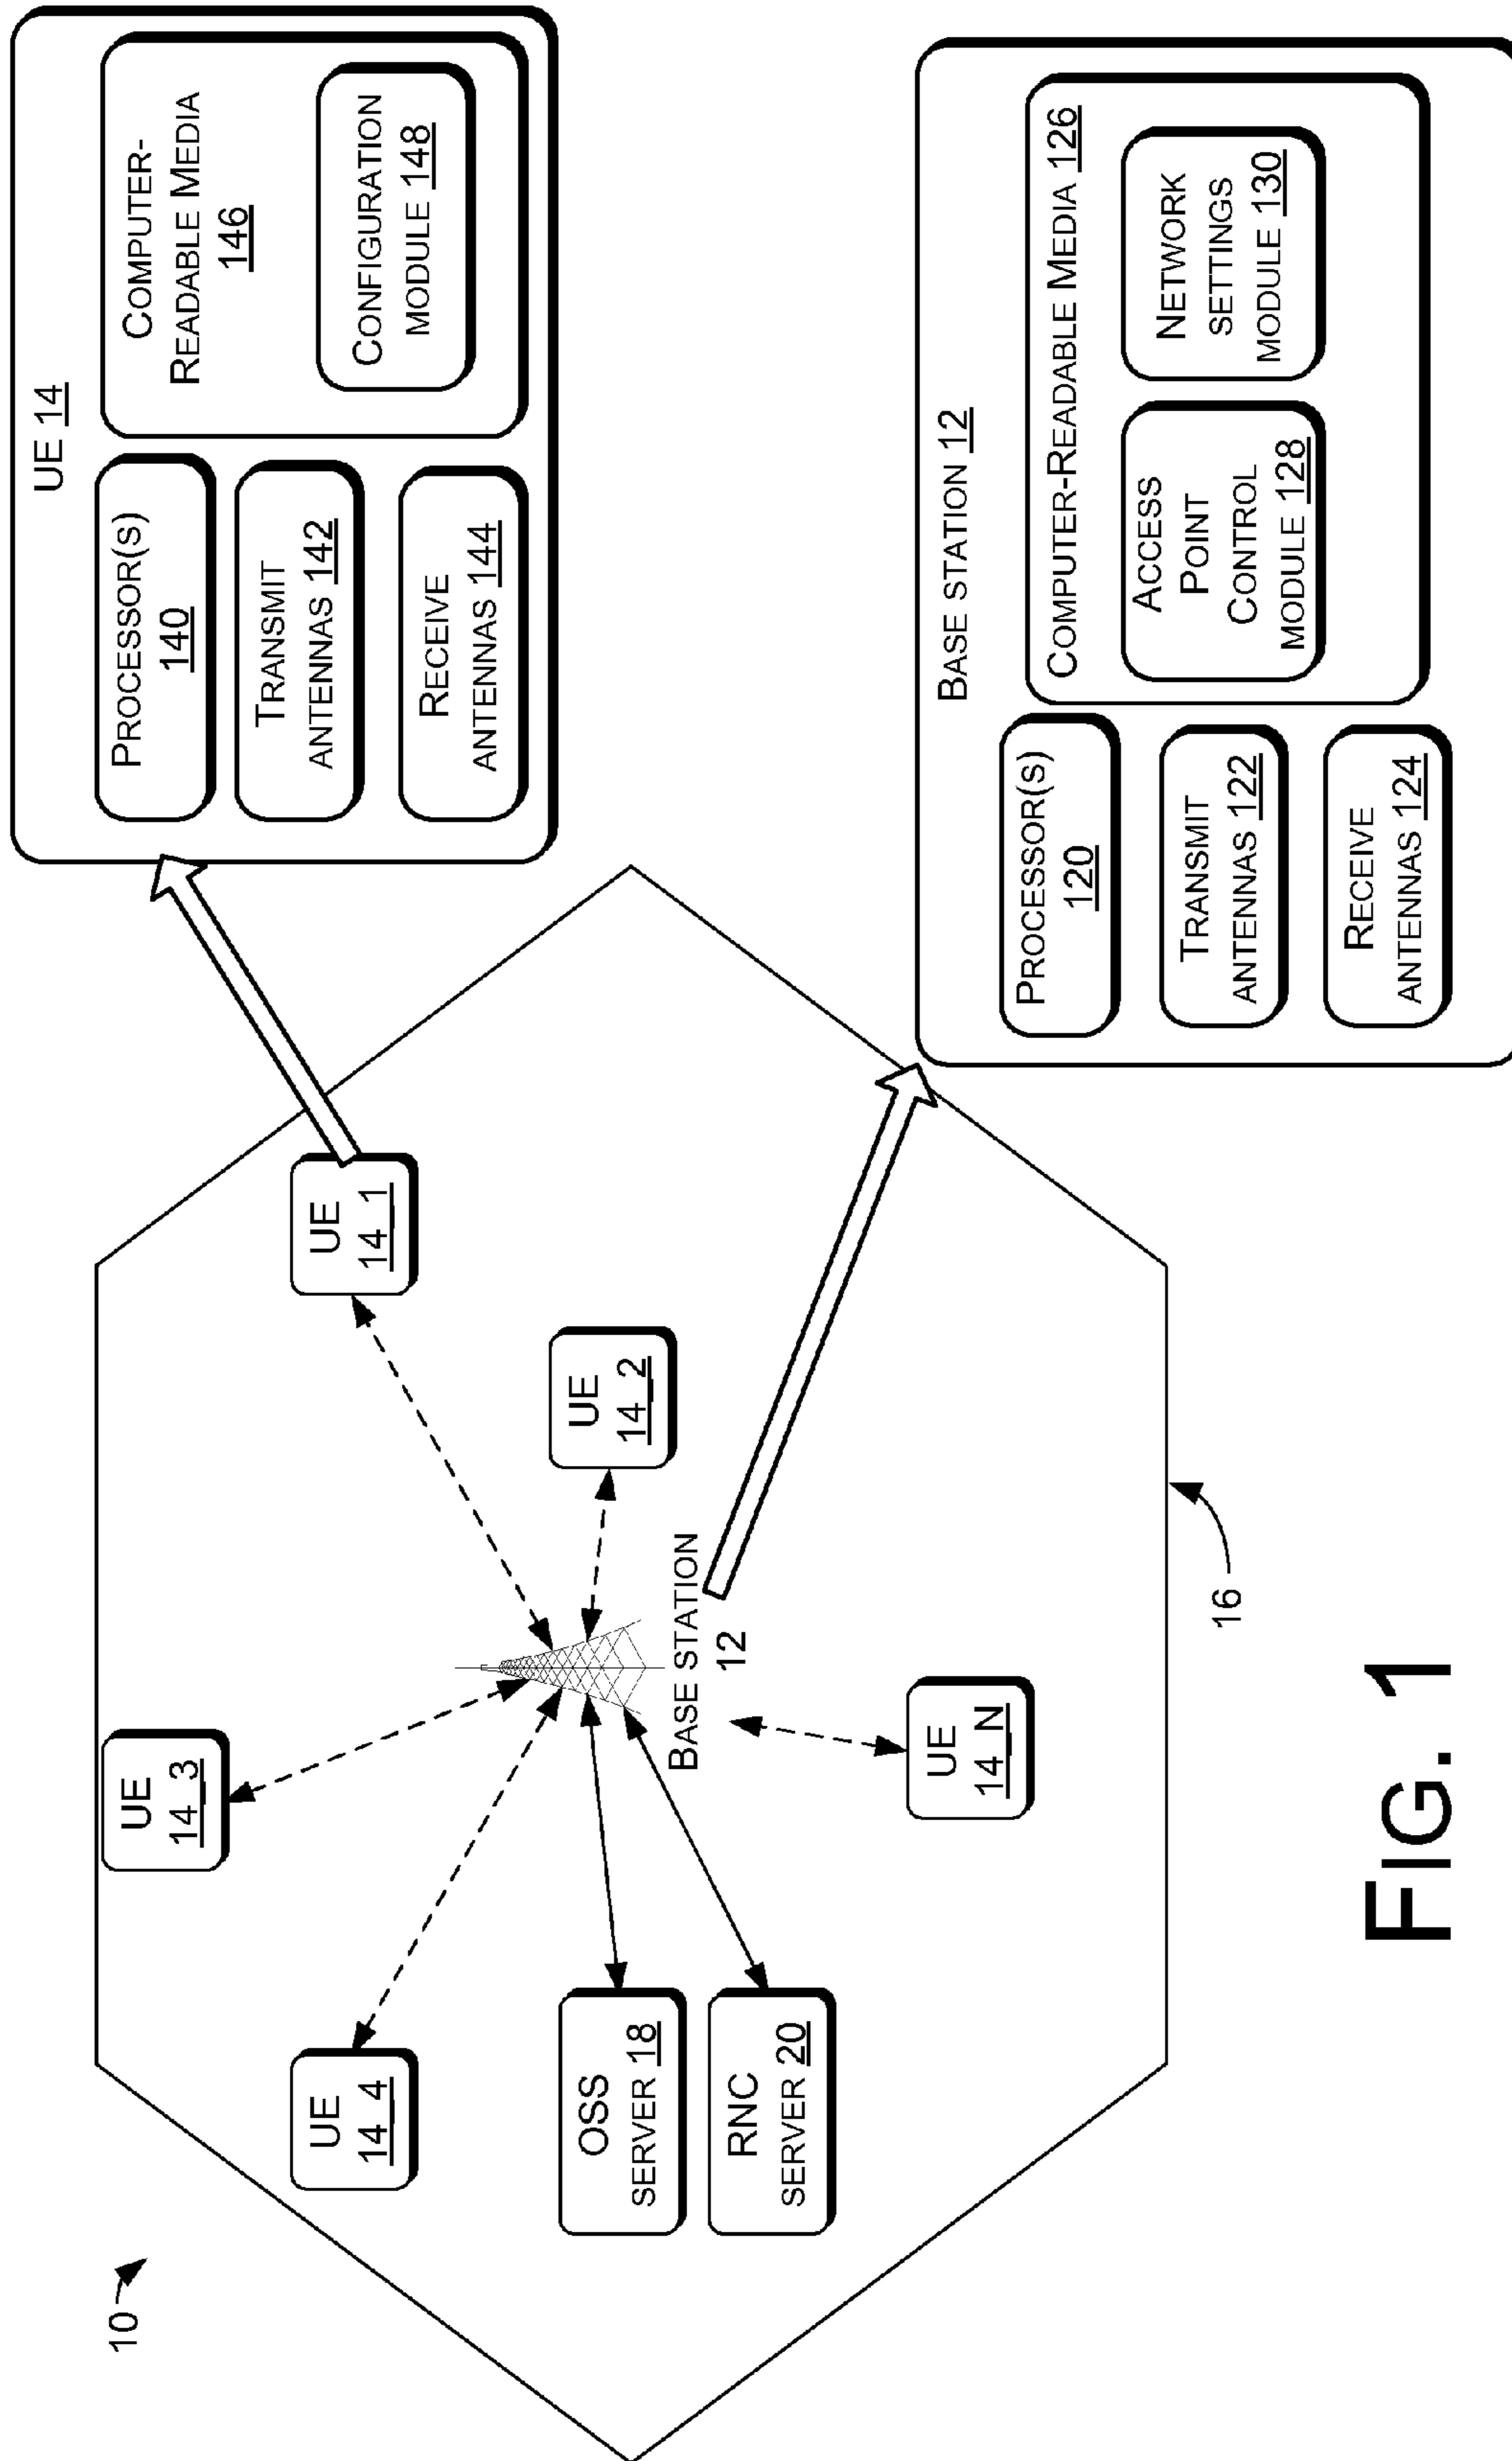 10
UE
14_4
UE
14_3
OSS
SERVER 18
RNC
SERVER 20
BASE STATION
12
UE
14_N
UE
14_2
UE
14_1
16
UE 14
PROCESSOR(S)
140
TRANSMIT
ANTENNAS 142
RECEIVE
ANTENNAS 144
COMPUTER-
READABLE MEDIA
146
CONFIGURATION
MODULE 148
BASE STATION 12
PROCESSOR(S)
120
TRANSMIT
ANTENNAS 122
RECEIVE
ANTENNAS 124
COMPUTER-READABLE MEDIA 126
ACCESS
POINT
CONTROL
MODULE 128
NETWORK
SETTINGS
MODULE 130
FIG. 1